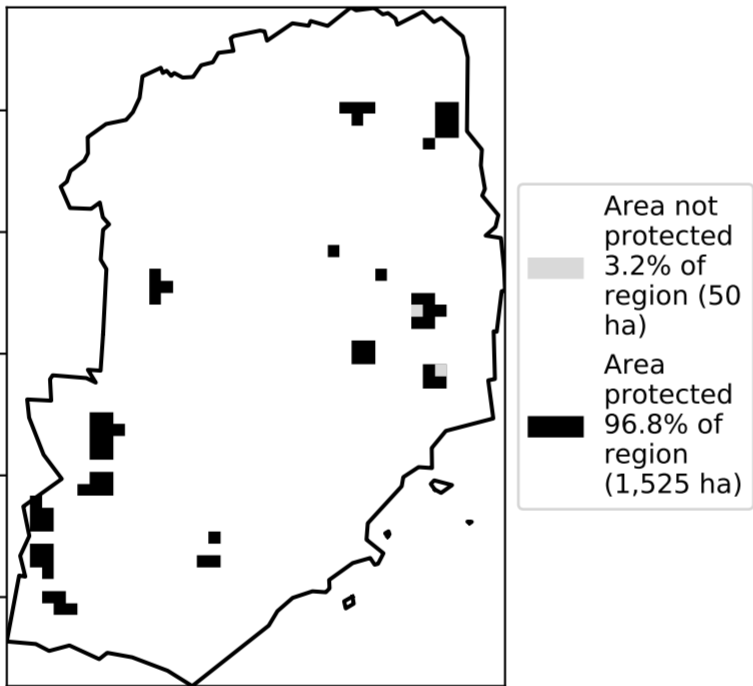 Area not
protected
3.2% of
region (50
ha)
Area
protected
96.8% of
region
(1,525 ha)